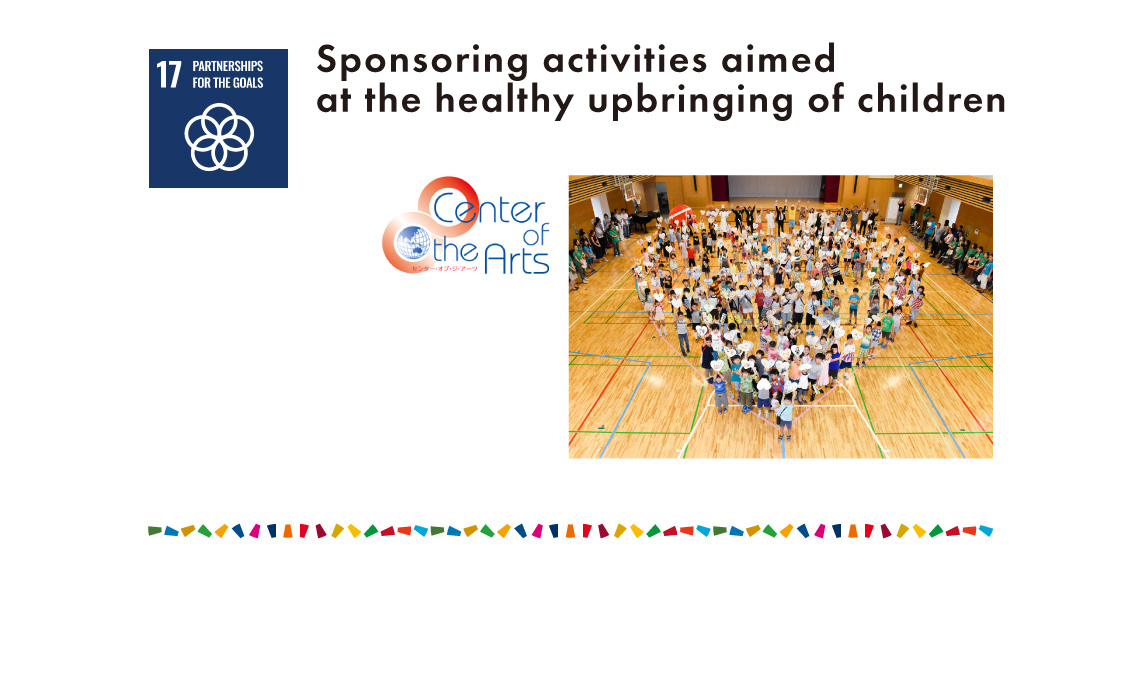 17 PARTNERSHIPS
FOR THE GOALS
Sponsoring activities aimed
at the healthy upbringing of children
Center
of
the Arts
センター・オブ・ジ・アーツ